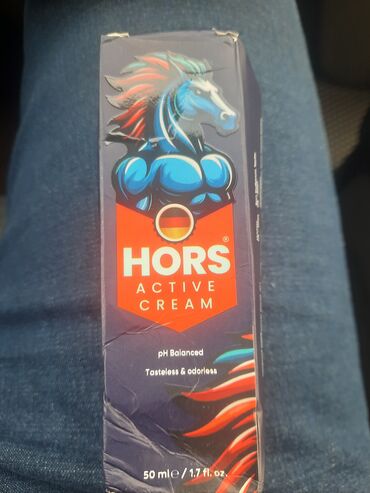 HORS®
ACTIVE
CREAM
pH Balanced
Tasteless & odorless
50 ml e / 1.7 fl. oz.